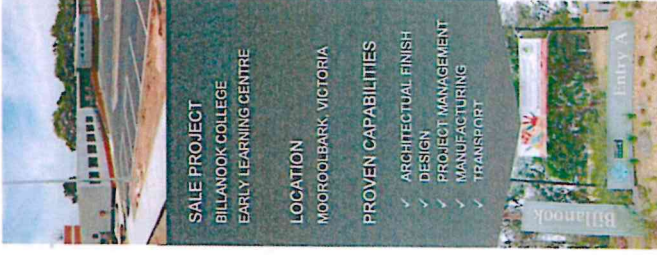 SALE PROJECT
BILLANOOK COLLEGE
EARLY LEARNING CENTRE
LOCATION
MOOROOLBARK, VICTORIA
PROVEN CAPABILITIES
✓ ARCHITECTUAL FINISH
✓ DESIGN
✓ PROJECT MANAGEMENT
✓ MANUFACTURING
✓ TRANSPORT
Billanook
Entry A